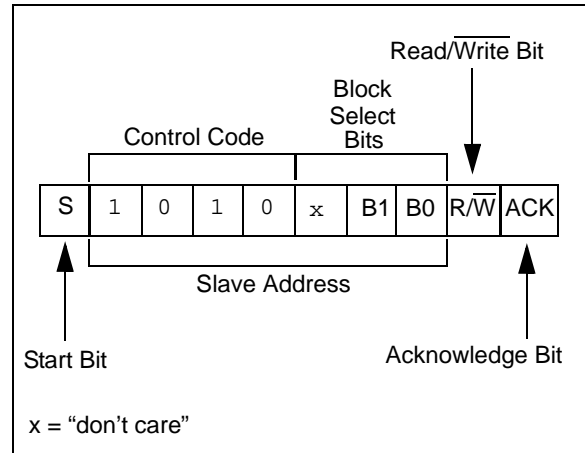 Read/Write Bit
Block
Select
Bits
Control Code
S 1 0 1 0 x B1 B0 R/W ACK
Slave Address
Start Bit
Acknowledge Bit
x = “don’t care”